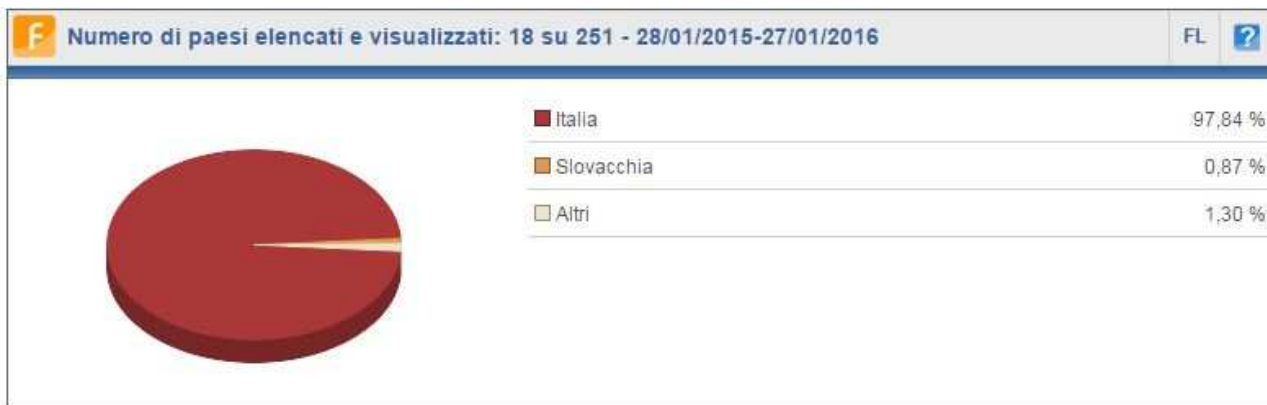 F Numero di paesi elencati e visualizzati: 18 su 251 - 28/01/2015-27/01/2016 FL ?
Italia 97,84 %
Slovacchia 0,87 %
Altri 1,30 %